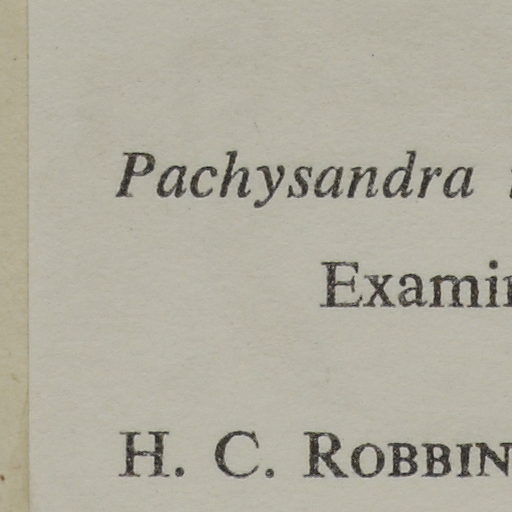 Pachysandra
Examin
H. C. ROBBIN